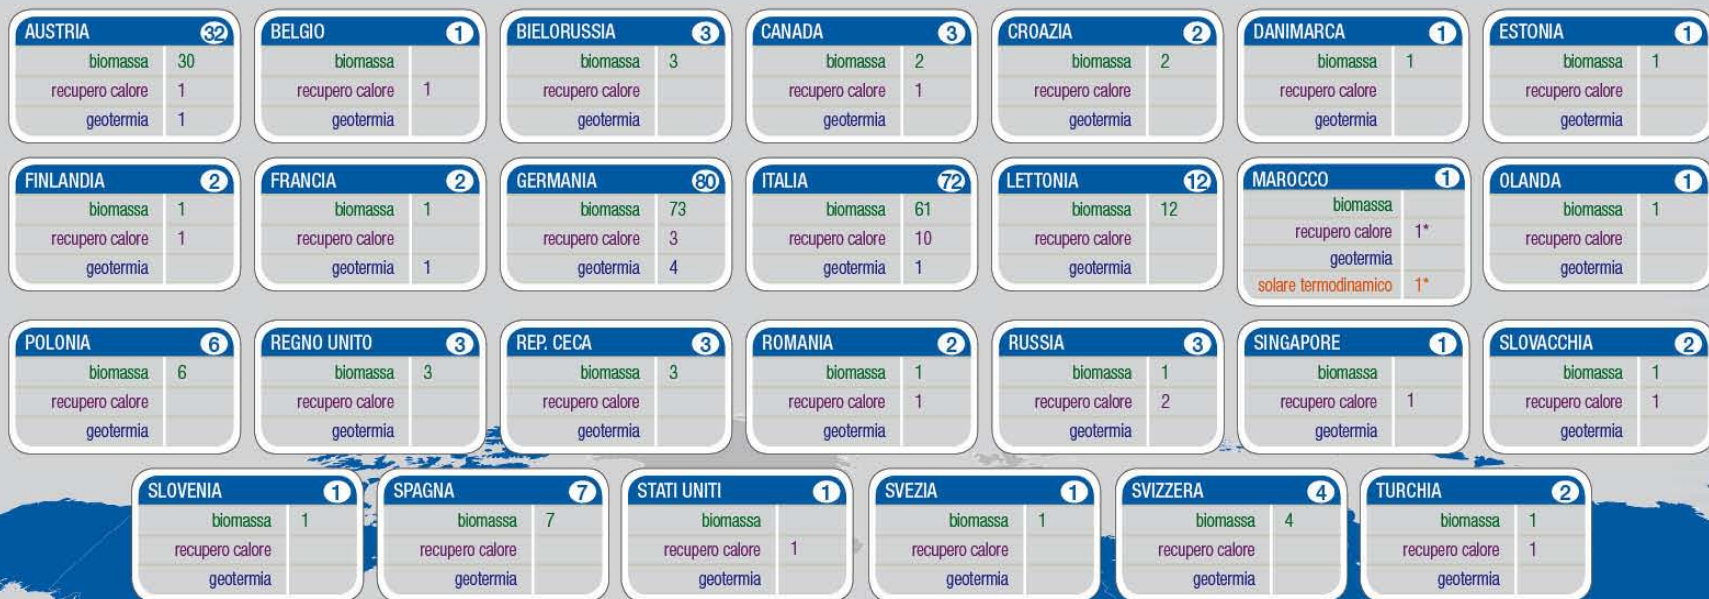 AUSTRIA 32
biomassa 30
recupero calore 1
geotermia 1
BELGIO 1
biomassa
recupero calore 1
geotermia
BIELORUSSIA 3
biomassa 3
recupero calore
geotermia
CANADA 3
biomassa 2
recupero calore 1
geotermia
CROAZIA 2
biomassa 2
recupero calore
geotermia
DANIMARCA 1
biomassa 1
recupero calore
geotermia
ESTONIA 1
biomassa 1
recupero calore
geotermia
FINLANDIA 2
biomassa 1
recupero calore 1
geotermia
FRANCIA 2
biomassa 1
recupero calore
geotermia 1
GERMANIA 80
biomassa 73
recupero calore 3
geotermia 4
ITALIA 72
biomassa 61
recupero calore 10
geotermia 1
LETTONIA 12
biomassa 12
recupero calore
geotermia
MAROCCO 1
biomassa
recupero calore 1*
geotermia
solare termodinamico 1*
OLANDA 1
biomassa 1
recupero calore
geotermia
POLONIA 6
biomassa 6
recupero calore
geotermia
REGNO UNITO 3
biomassa 3
recupero calore
geotermia
REP. CECA 3
biomassa 3
recupero calore
geotermia
ROMANIA 2
biomassa 1
recupero calore 1
geotermia
RUSSIA 3
biomassa 1
recupero calore 2
geotermia
SINGAPORE 1
biomassa
recupero calore 1
geotermia
SLOVACCHIA 2
biomassa 1
recupero calore 1
geotermia
SLOVENIA 1
biomassa 1
recupero calore
geotermia
SPAGNA 7
biomassa 7
recupero calore
geotermia
STATI UNITI 1
biomassa
recupero calore 1
geotermia
SVEZIA 1
biomassa 1
recupero calore
geotermia
SVIZZERA 4
biomassa 4
recupero calore
geotermia
TURCHIA 2
biomassa 1
recupero calore 1
geotermia